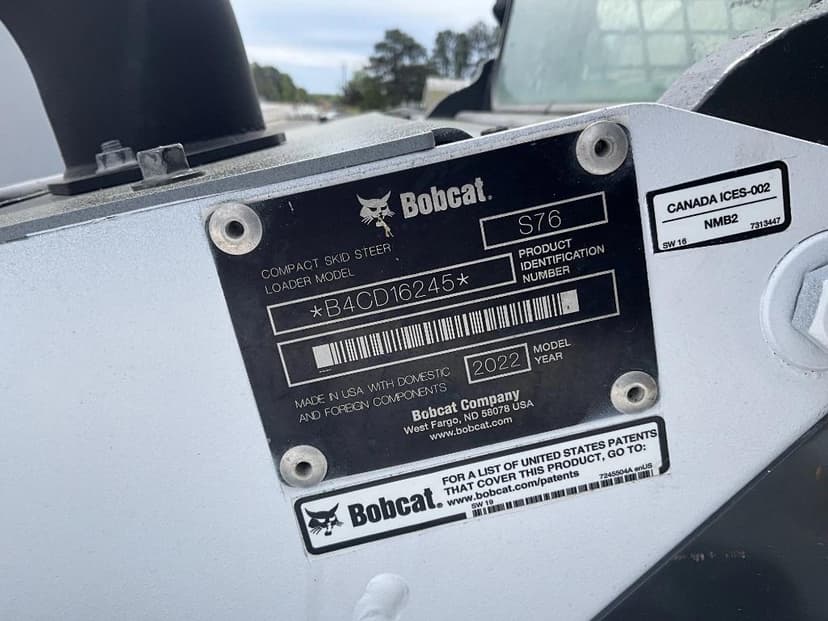 Bobcat.
COMPACT SKID STEER
LOADER MODEL
S76
*B4CD16245*
PRODUCT
IDENTIFICATION
NUMBER
MADE IN USA WITH DOMESTIC
AND FOREIGN COMPONENTS
2022
MODEL
YEAR
Bobcat Company
West Fargo, ND 58078 USA
www.bobcat.com
CANADA ICES-002
NMB2
SW 16
7313447
Bobcat.
FOR A LIST OF UNITED STATES PATENTS
THAT COVER THIS PRODUCT, GO TO:
www.bobcat.com/patents
7245504A enUS
SW 19